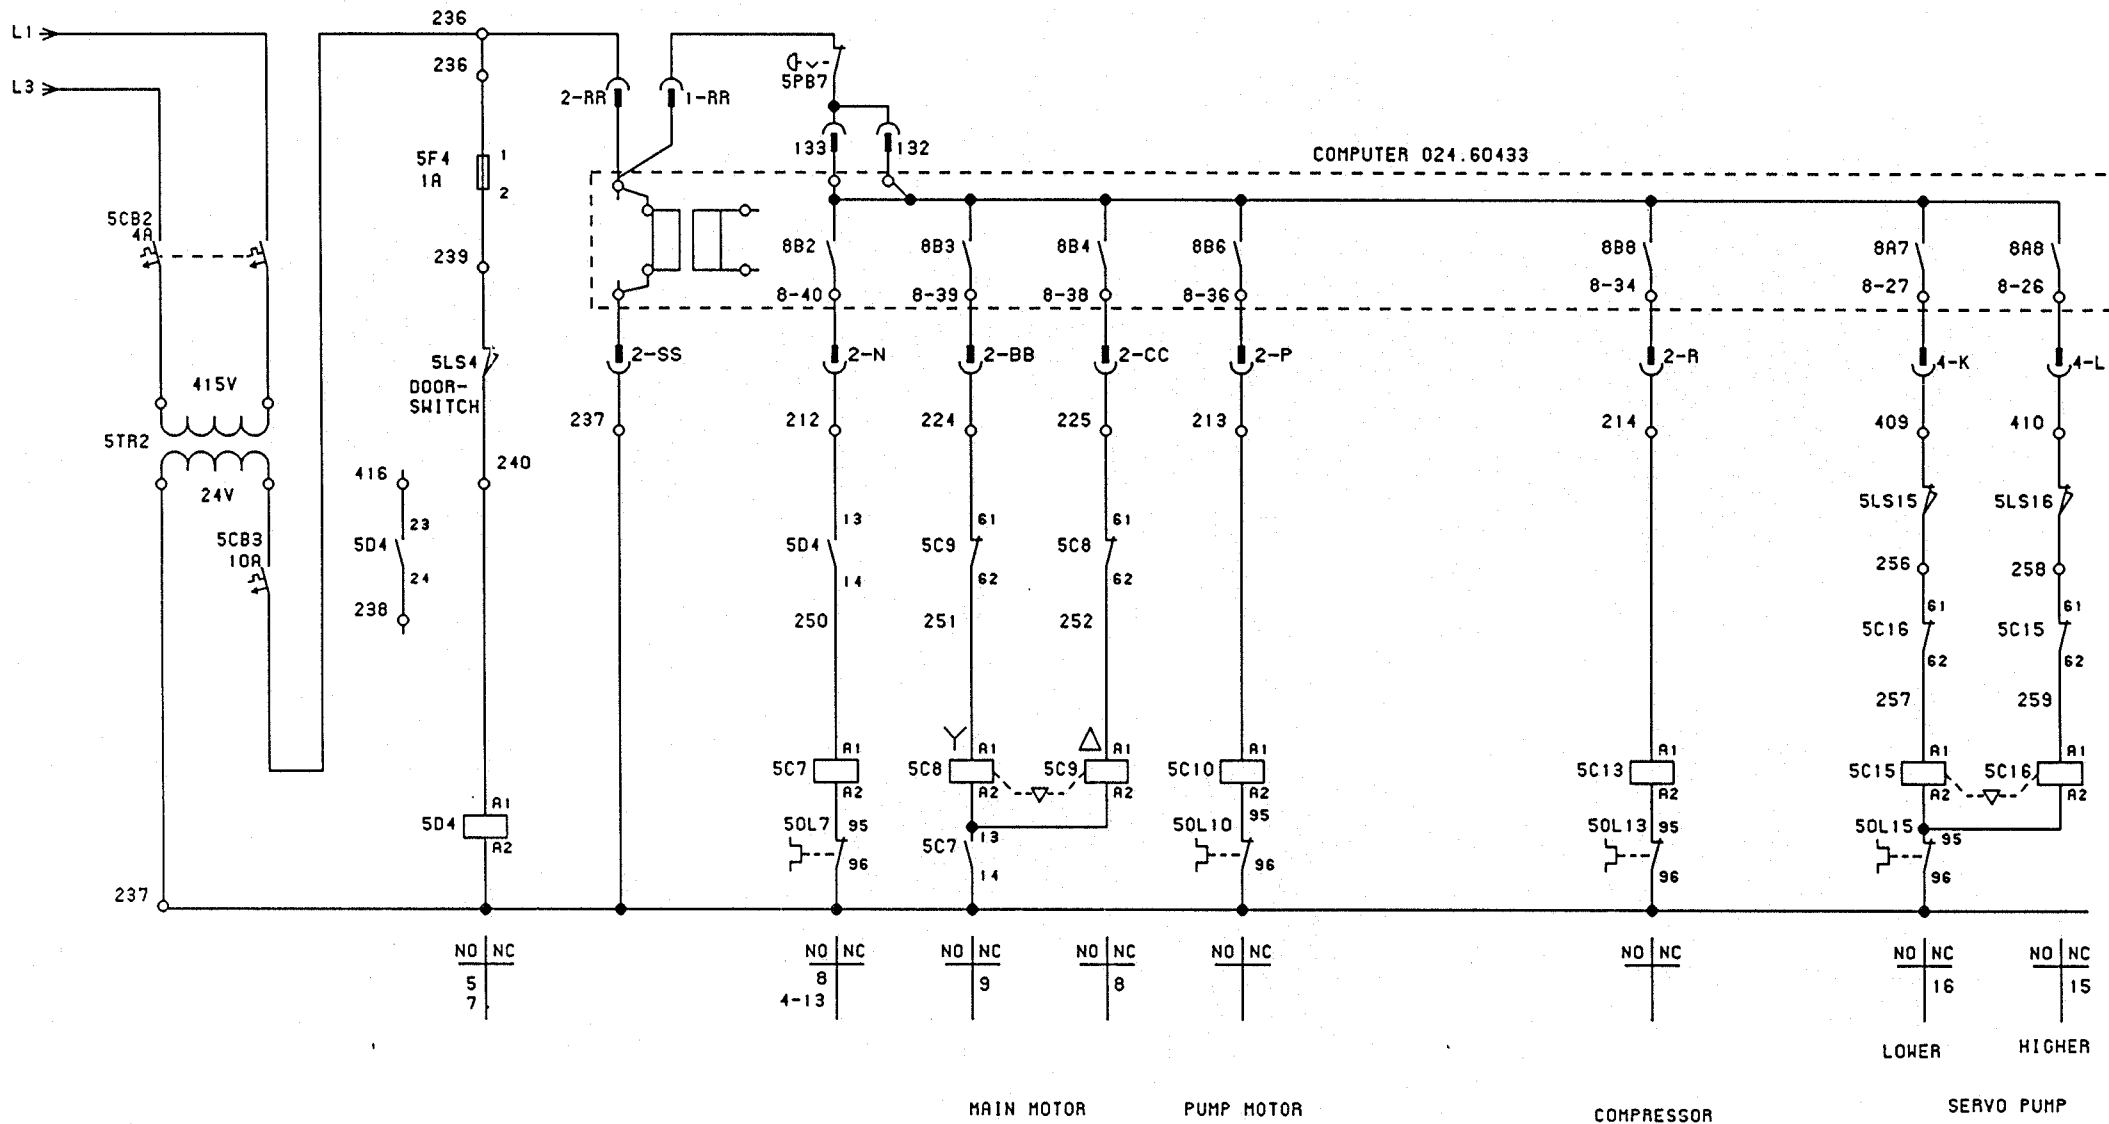 236
L1
236
5PB7
L3
2-RR
1-RR
133
132
COMPUTER 024.60433
5F4
1A
1
2
5CB2
4A
239
8B2
8B3
8B4
8B6
8B8
8A7
8A8
8-40
8-39
8-38
8-36
8-34
8-27
8-26
5LS4
DOOR-
SWITCH
2-SS
2-N
2-BB
2-CC
2-P
2-R
4-K
4-L
415V
237
212
224
225
213
214
409
410
5TR2
24V
416
240
5LS15
5LS16
23
5D4
24
13
5D4
14
61
5C9
62
61
5C8
62
5CB3
10A
256
258
238
250
251
252
61
5C16
62
61
5C15
62
257
259
A1
5C7
A2
A1
5C8
A2
A1
5C9
A2
A1
5C10
A2
A1
5C13
A2
A1
5C15
A2
A1
5C16
A2
A1
5D4
A2
5OL7
95
96
13
5C7
14
5OL10
95
96
5OL13
95
96
5OL15
95
96
237
NO NC
NO NC
NO NC
NO NC
NO NC
NO NC
NO NC
NO NC
5
7
8
4-13
9
8
16
15
LOWER
HIGHER
MAIN MOTOR
PUMP MOTOR
COMPRESSOR
SERVO PUMP